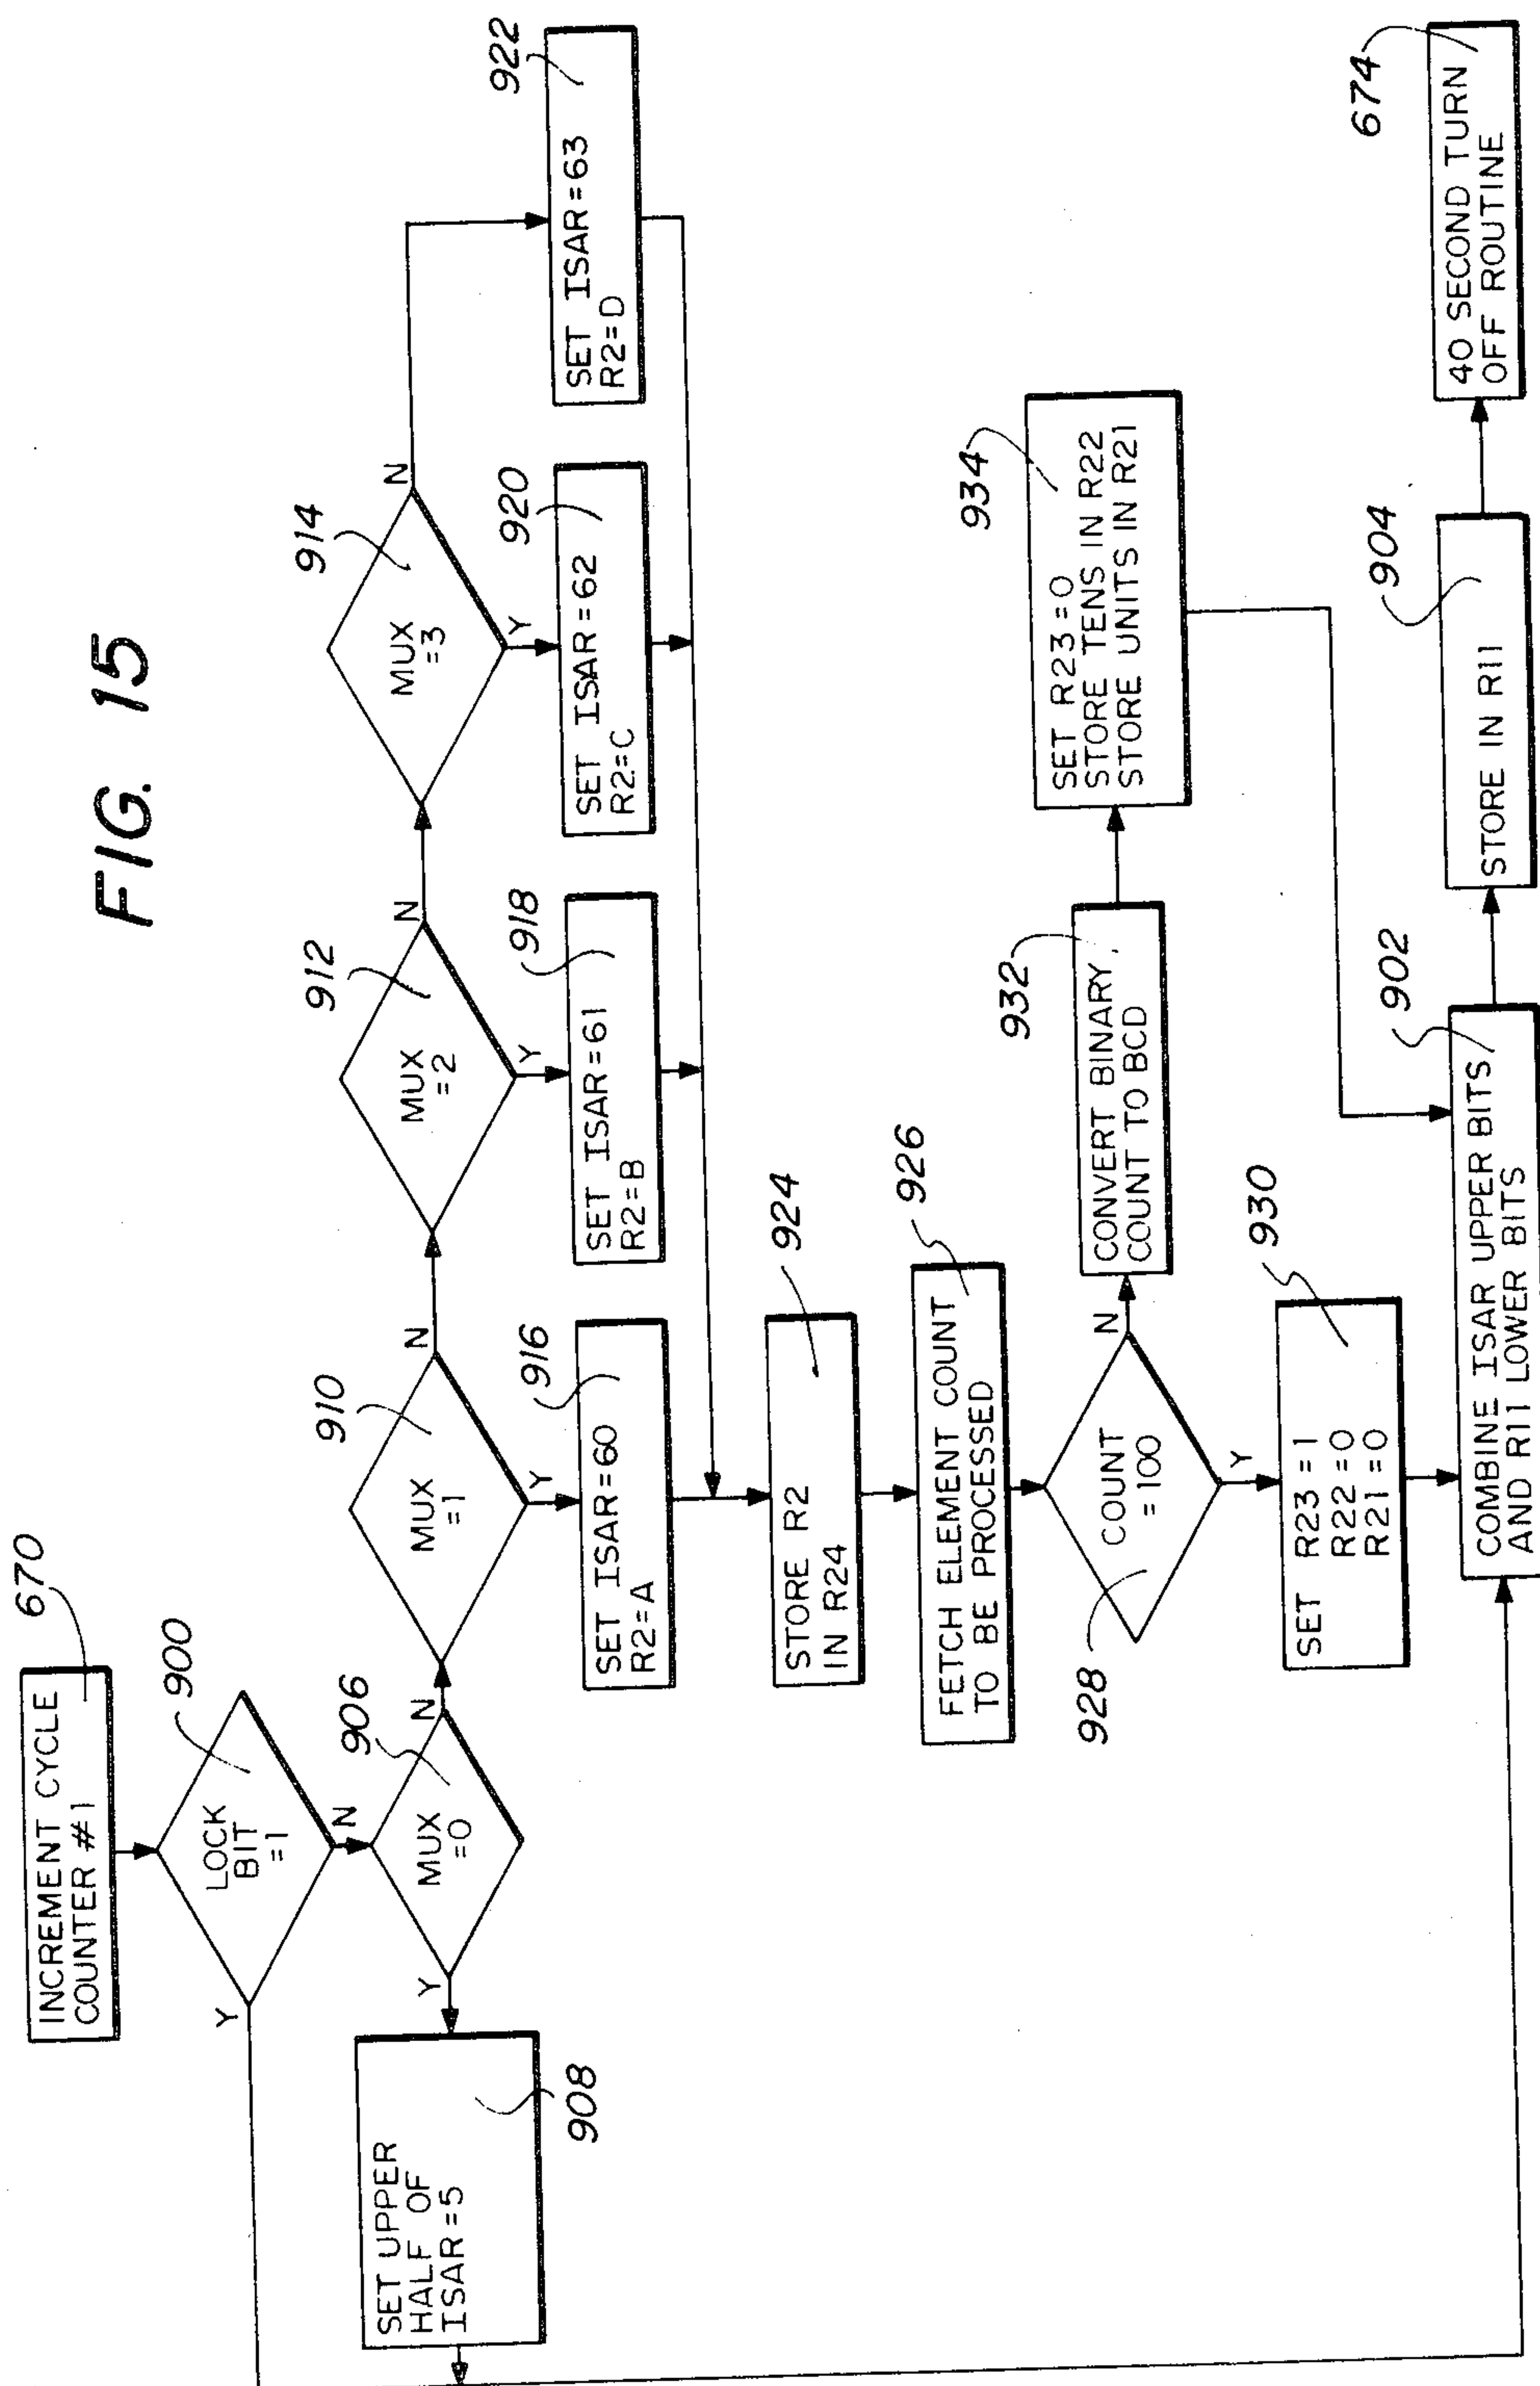 FIG. 15
INCREMENT CYCLE
COUNTER #1
670
LOCK
BIT
=1
900
Y
N
MUX
=0
906
Y
N
SET UPPER
HALF OF
ISAR=5
908
MUX
=1
910
N
Y
MUX
=2
912
N
Y
MUX
=3
914
N
Y
SET ISAR=60
R2=A
916
SET ISAR=61
R2=B
918
SET ISAR=62
R2=C
920
SET ISAR=63
R2=D
922
STORE R2
IN R24
924
FETCH ELEMENT COUNT
TO BE PROCESSED
926
COUNT
=100
928
N
Y
CONVERT BINARY
COUNT TO BCD
932
SET R23=0
STORE TENS IN R22
STORE UNITS IN R21
934
SET R23=1
R22=0
R21=0
930
COMBINE ISAR UPPER BITS
AND R11 LOWER BITS
902
STORE IN R11
904
40 SECOND TURN
OFF ROUTINE
674